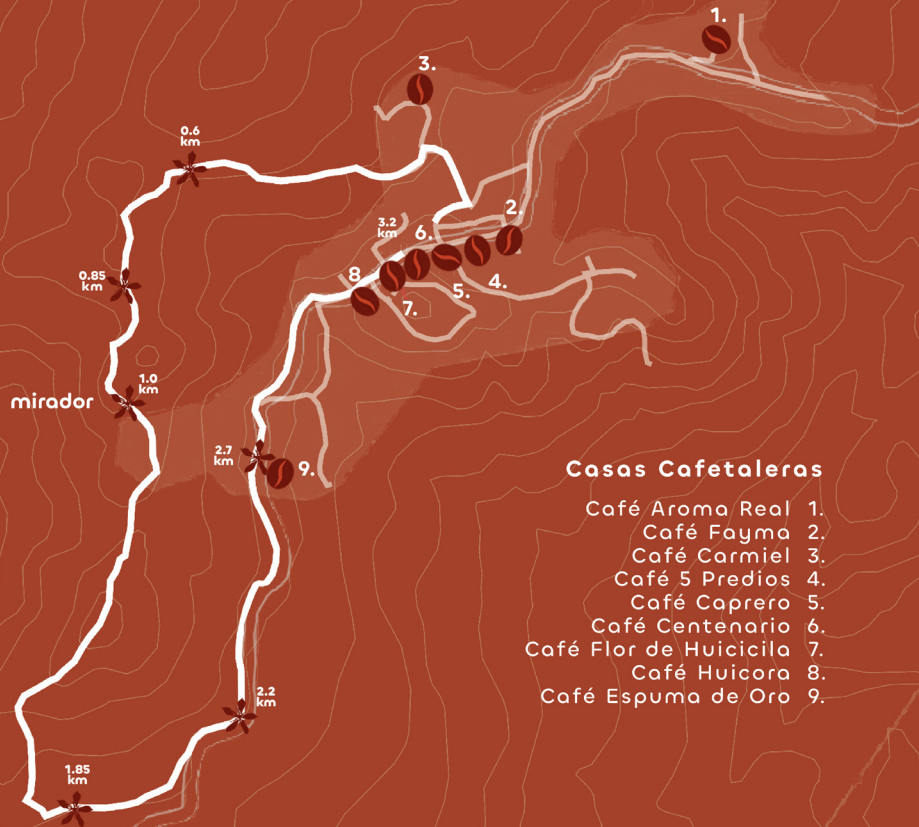 1.
3.
0.6
km
2.
3.2
km
6.
8
4.
5.
7.
0.85
km
1.0
km
mirador
2.7
km
9.
Casas Cafetaleras
Café Aroma Real 1.
Café Fayma 2.
Café Carmiel 3.
Café 5 Predios 4.
Café Caprero 5.
Café Centenario 6.
Café Flor de Huicicila 7.
Café Huicora 8.
Café Espuma de Oro 9.
2.2
km
1.85
km